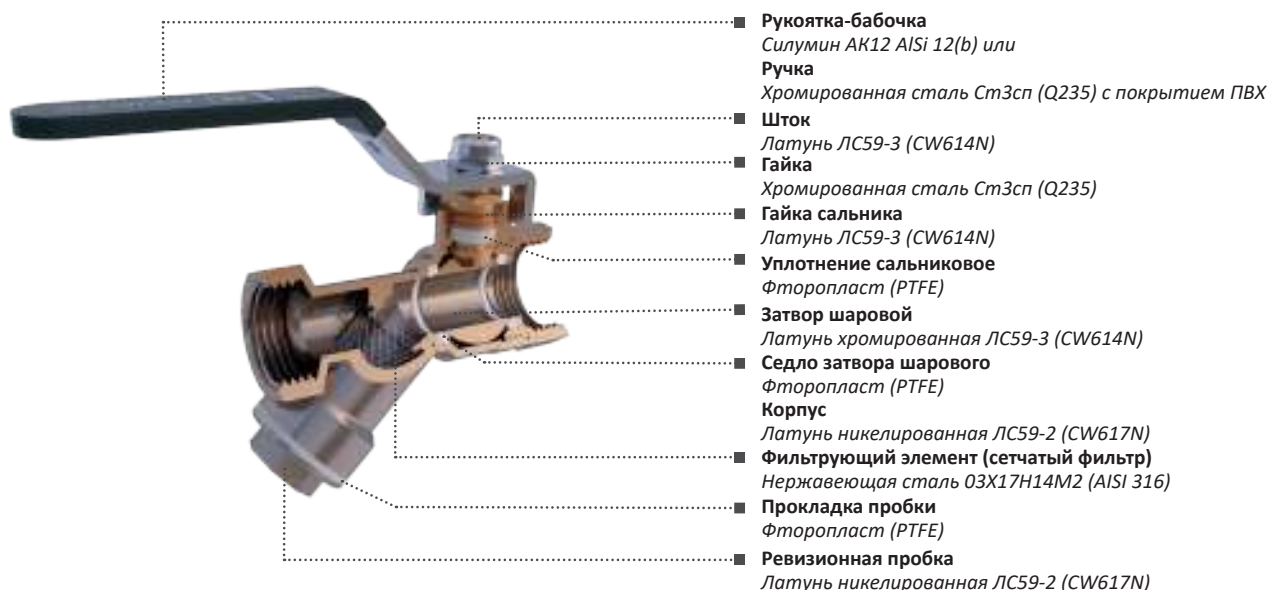 Рукоятка-бабочка
Силумин АК12 AlSi 12(b) или
Ручка
Хромированная сталь Ст3сп (Q235) с покрытием ПВХ
Шток
Латунь ЛС59-3 (CW614N)
Гайка
Хромированная сталь Ст3сп (Q235)
Гайка сальника
Латунь ЛС59-3 (CW614N)
Уплотнение сальниковое
Фторопласт (PTFE)
Затвор шаровой
Латунь хромированная ЛС59-3 (CW614N)
Седло затвора шарового
Фторопласт (PTFE)
Корпус
Латунь никелированная ЛС59-2 (CW617N)
Фильтрующий элемент (сетчатый фильтр)
Нержавеющая сталь 03Х17Н14М2 (AISI 316)
Прокладка пробки
Фторопласт (PTFE)
Ревизионная пробка
Латунь никелированная ЛС59-2 (CW617N)